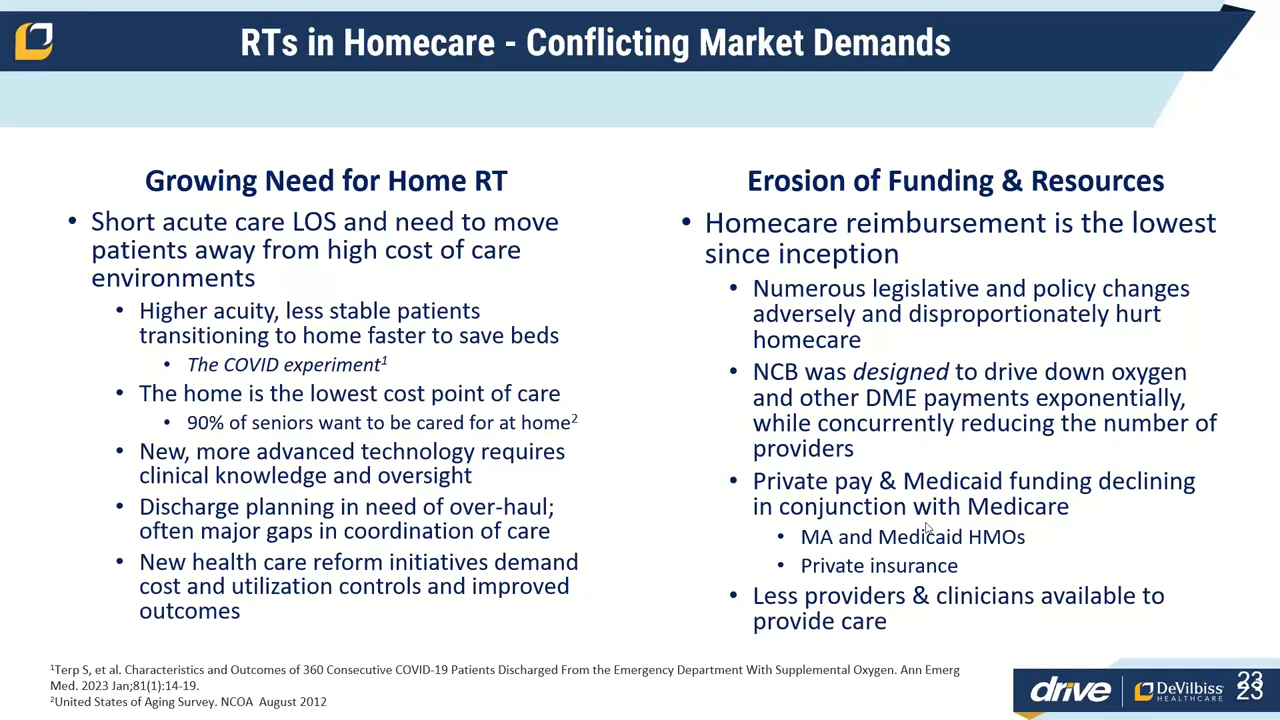 HEALTHCARE
RTs in Homecare - Conflicting Market Demands
Growing Need for Home RT
• Short acute care LOS and need to move
patients away from high cost of care
environments
• Higher acuity, less stable patients
transitioning to home faster to save beds
• The COVID experiment¹
• The home is the lowest cost point of care
• 90% of seniors want to be cared for at home²
• New, more advanced technology requires
clinical knowledge and oversight
• Discharge planning in need of over-haul;
often major gaps in coordination of care
• New health care reform initiatives demand
cost and utilization controls and improved
outcomes
Erosion of Funding & Resources
• Homecare reimbursement is the lowest
since inception
• Numerous legislative and policy changes
adversely and disproportionately hurt
homecare
• NCB was designed to drive down oxygen
and other DME payments exponentially,
while concurrently reducing the number of
providers
• Private pay & Medicaid funding declining
in conjunction with Medicare
• MA and Medicaid HMOs
• Private insurance
• Less providers & clinicians available to
provide care
¹Terp S, et al. Characteristics and Outcomes of 360 Consecutive COVID-19 Patients Discharged From the Emergency Department With Supplemental Oxygen. Ann Emerg
Med. 2023 Jan;81(1):14-19.
²United States of Aging Survey. NCOA August 2012
drive
DeVilbiss
HEALTHCARE
23
23